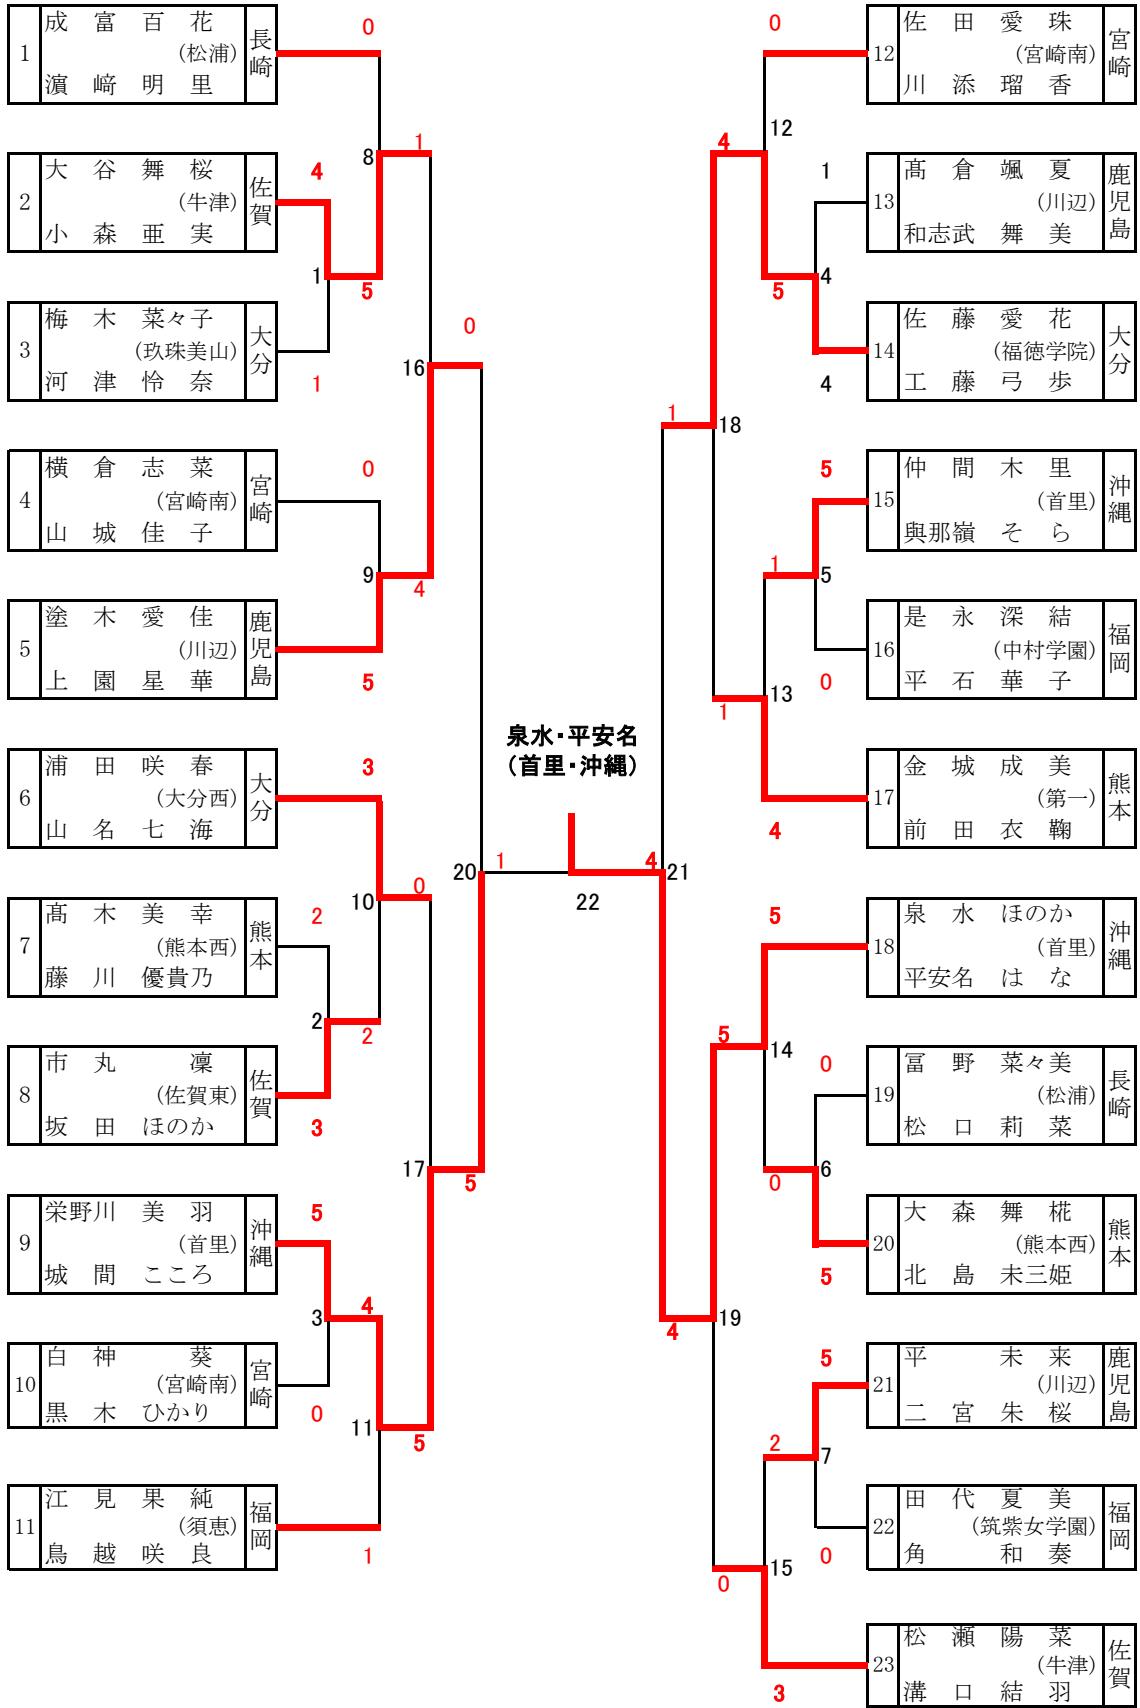 成富百花
1 (松浦) 長崎
濵﨑明里
0
大谷舞桜
2 (牛津) 佐賀
小森亜実
4
梅木菜々子
3 (玖珠美山) 大分
河津怜奈
1
横倉志菜
4 (宮崎南) 宮崎
山城佳子
0
塗木愛佳
5 (川辺) 鹿児島
上園星華
5
浦田咲春
6 (大分西) 大分
山名七海
3
髙木美幸
7 (熊本西) 熊本
藤川優貴乃
2
市丸凜
8 (佐賀東) 佐賀
坂田ほのか
3
栄野川美羽
9 (首里) 沖縄
城間こころ
5
白神葵
10 (宮崎南) 宮崎
黒木ひかり
0
江見果純
11 (須恵) 福岡
鳥越咲良
1
1
5
2
2
3
4
8
1
9
4
10
0
11
5
16
0
17
5
20
1
泉水・平安名
(首里・沖縄)
22
4
21
1
18
4
19
4
12
4
5
1
13
1
5
14
5
6
0
0
15
7
2
佐田愛珠
12 (宮崎南) 宮崎
川添瑠香
0
髙倉颯夏
13 (川辺) 鹿児島
和志武舞美
1
佐藤愛花
14 (福徳学院) 大分
工藤弓歩
4
仲間木里
15 (首里) 沖縄
與那嶺そら
5
是永深結
16 (中村学園) 福岡
平石華子
0
金城成美
17 (第一) 熊本
前田衣鞠
4
泉水ほのか
18 (首里) 沖縄
平安名はな
5
冨野菜々美
19 (松浦) 長崎
松口莉菜
0
大森舞椛
20 (熊本西) 熊本
北島未三姫
5
平未来
21 (川辺) 鹿児島
二宮朱桜
5
田代夏美
22 (筑紫女学園) 福岡
角和奏
0
松瀬陽菜
23 (牛津) 佐賀
溝口結羽
3